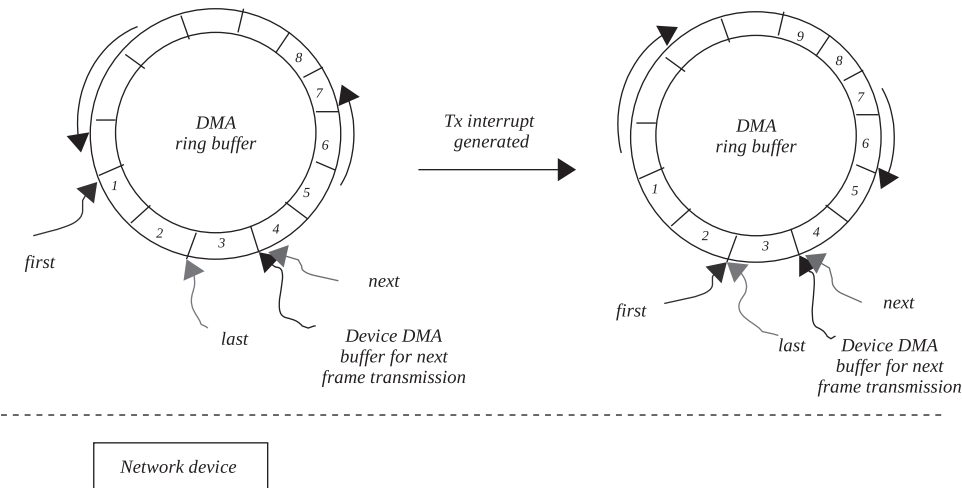 8
7
DMA
ring buffer
6
5
4
3
2
1
first
last
next
Device DMA
buffer for next
frame transmission
Tx interrupt
generated
9
8
7
DMA
ring buffer
6
5
4
3
2
1
first
last
next
Device DMA
buffer for next
frame transmission
Network device